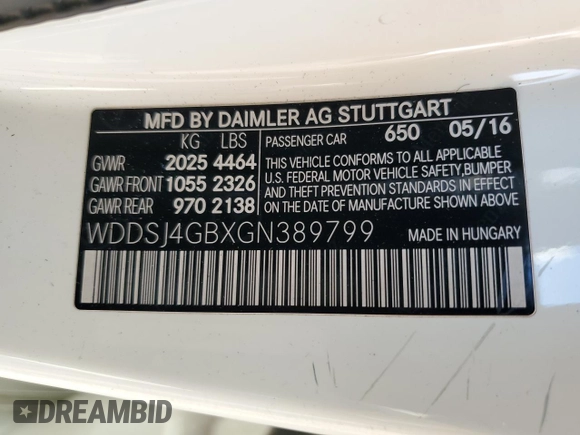 MFD BY DAIMLER AG STUTTGART
KG LBS PASSENGER CAR 650 05/16
GVWR 2025 4464
GAWR FRONT 1055 2326
GAWR REAR 970 2138
THIS VEHICLE CONFORMS TO ALL APPLICABLE
U.S. FEDERAL MOTOR VEHICLE SAFETY,BUMPER
AND THEFT PREVENTION STANDARDS IN EFFECT
ON THE DATE OF MANUFACTURE SHOWN ABOVE
WDDSJ4GBXGN389799 MADE IN HUNGARY
DREAMBID